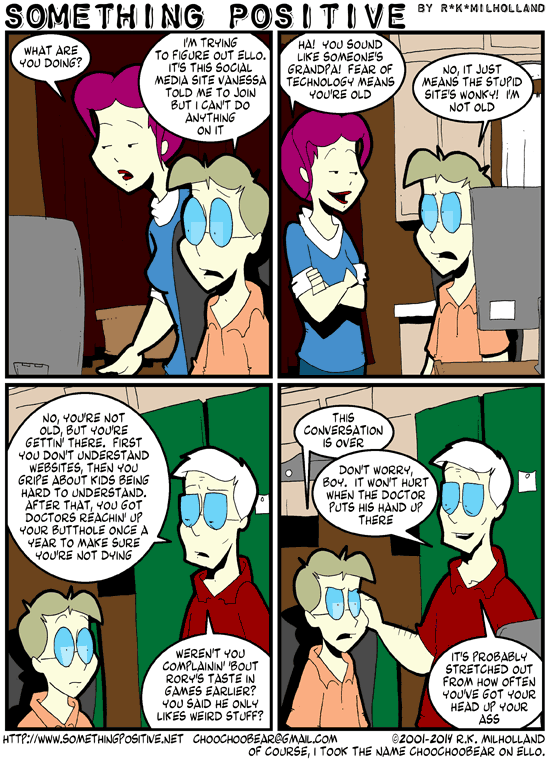 SOMETHING POSITIVE BY R*K*MILHOLLAND
WHAT ARE
YOU DOING?
I'M TRYING
TO FIGURE OUT ELLO.
IT'S THIS SOCIAL
MEDIA SITE VANESSA
TOLD ME TO JOIN
BUT I CAN'T DO
ANYTHING
ON IT
HA! YOU SOUND
LIKE SOMEONE'S
GRANDPA! FEAR OF
TECHNOLOGY MEANS
YOU'RE OLD
NO, IT JUST
MEANS THE STUPID
SITE'S WONKY! I'M
NOT OLD
NO, YOU'RE NOT
OLD, BUT YOU'RE
GETTIN' THERE. FIRST
YOU DON'T UNDERSTAND
WEBSITES, THEN YOU
GRIPE ABOUT KIDS BEING
HARD TO UNDERSTAND.
AFTER THAT, YOU GOT
DOCTORS REACHIN' UP
YOUR BUTTHOLE ONCE A
YEAR TO MAKE SURE
YOU'RE NOT DYING
WEREN'T YOU
COMPLAININ' 'BOUT
RORY'S TASTE IN
GAMES EARLIER?
YOU SAID HE ONLY
LIKES WEIRD STUFF?
THIS
CONVERSATION
IS OVER
DON'T WORRY,
BOY. IT WON'T HURT
WHEN THE DOCTOR
PUTS HIS HAND UP
THERE
IT'S PROBABLY
STRETCHED OUT
FROM HOW OFTEN
YOU'VE GOT YOUR
HEAD UP YOUR
ASS
HTTP://WWW.SOMETHINGPOSITIVE.NET CHOOCHOOBEAR@GMAIL.COM ©2001-2014 R.K. MILHOLLAND
OF COURSE, I TOOK THE NAME CHOOCHOOBEAR ON ELLO.